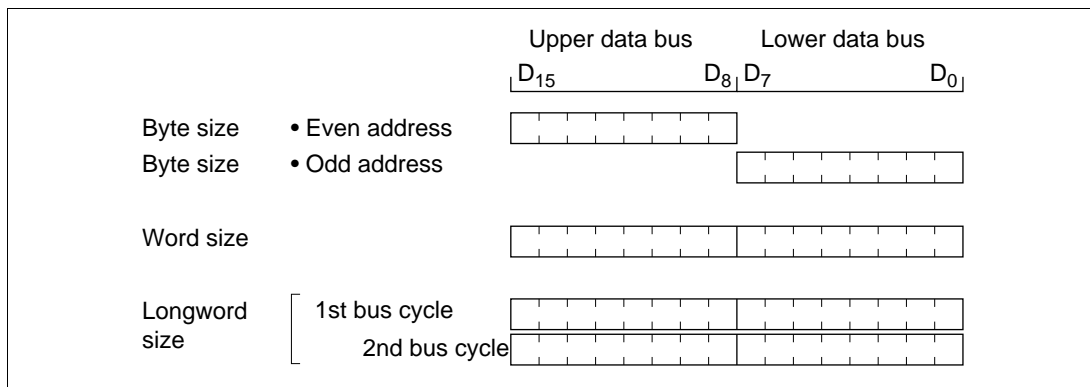 Upper data bus Lower data bus
D15 D8 D7 D0
Byte size • Even address
Byte size • Odd address
Word size
Longword size 1st bus cycle
2nd bus cycle